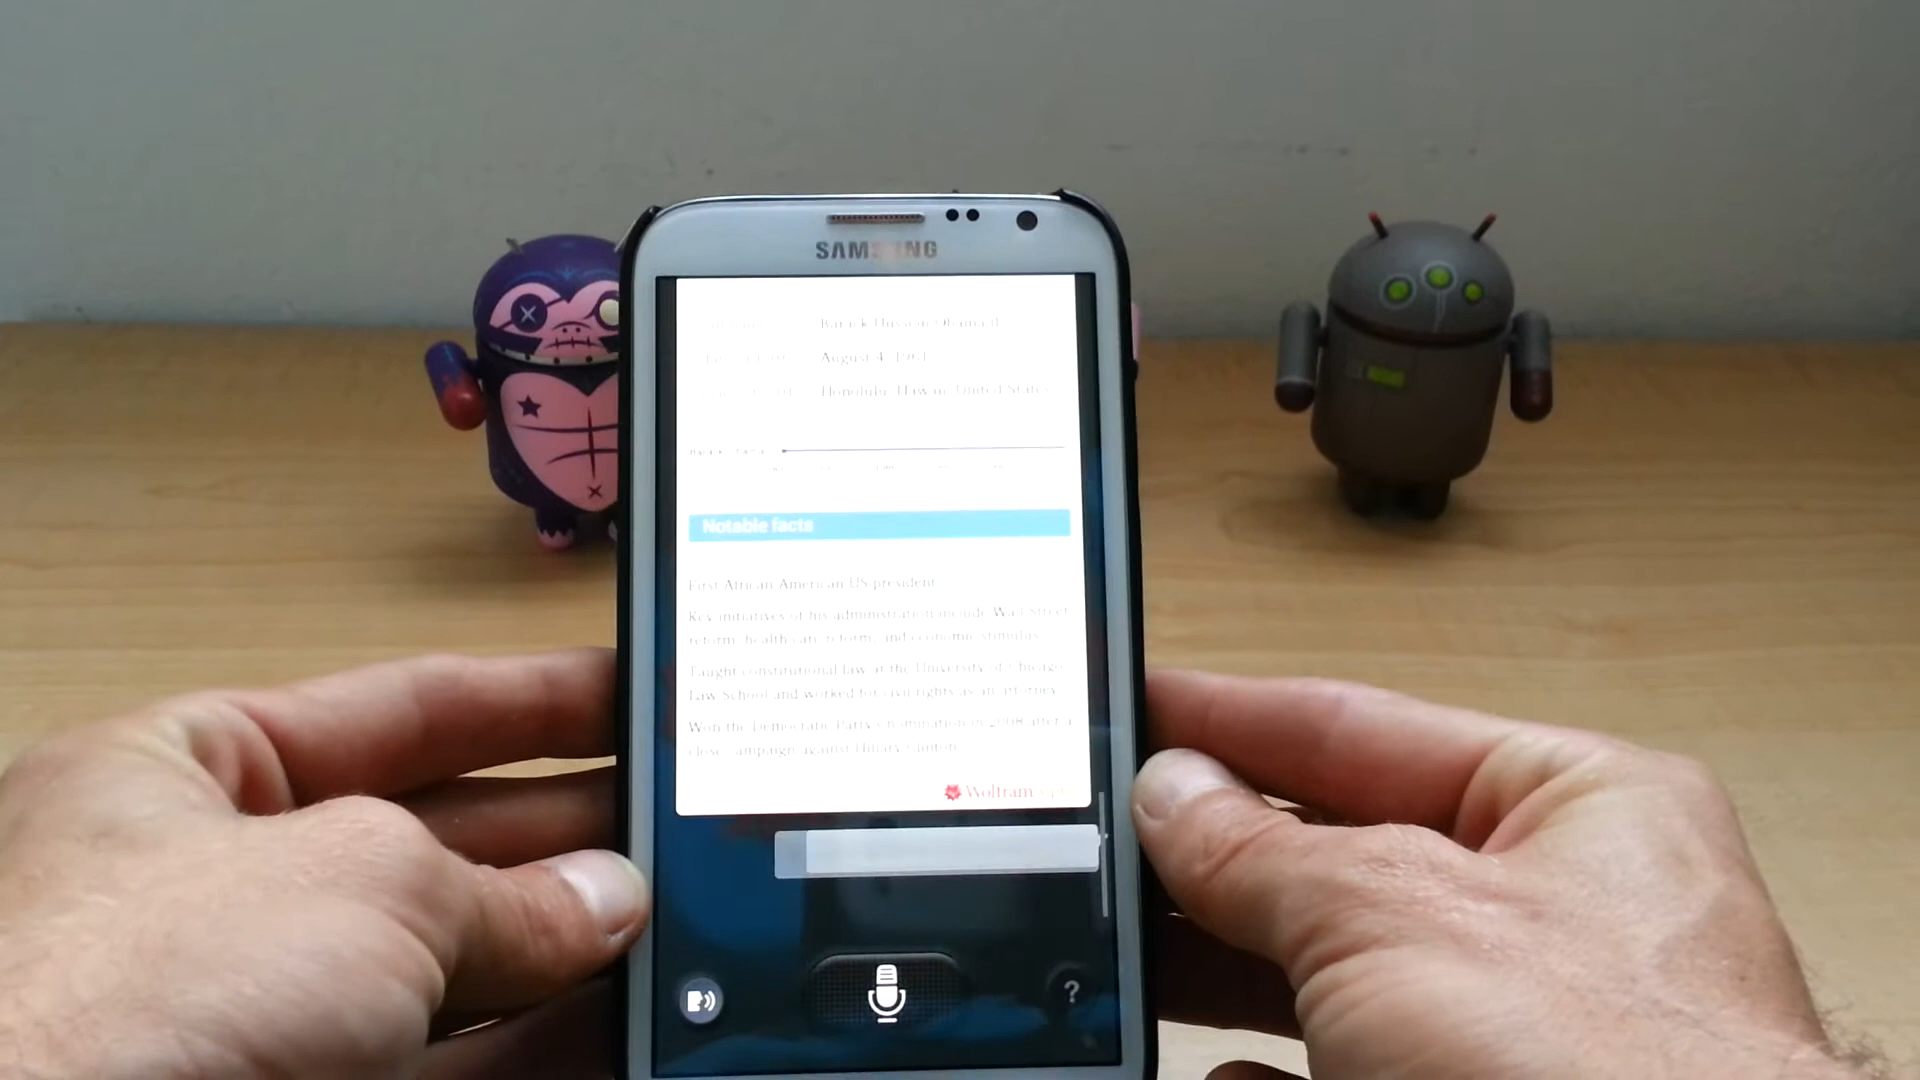 SAMSUNG
Barack Hussein Obama II
August 4, 1961
Honolulu, Hawaii, United States
Notable facts
First African American US president
Key initiatives of his administration include Wall Street
reform, health care reform, and economic stimulus
Taught constitutional law at the University of Chicago
Law School and worked for civil rights as an attorney
Won the Democratic Party nomination in 2008 after a
close campaign against Hillary Clinton
Wolfram
?